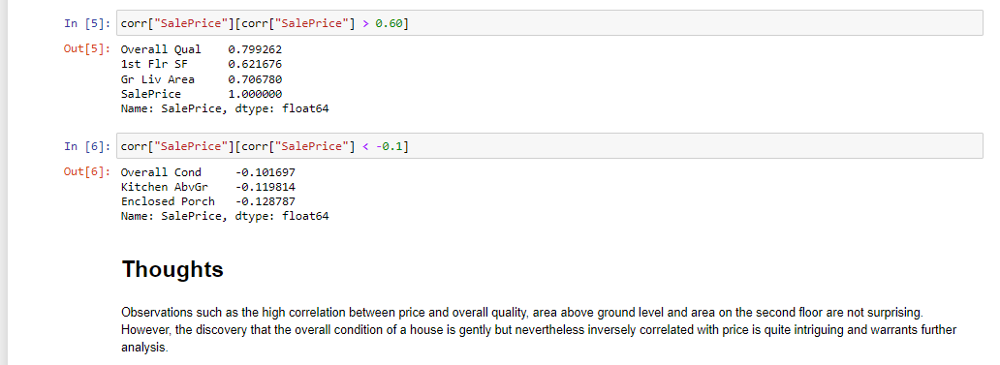 In [5]: corr["SalePrice"][corr["SalePrice"] > 0.60]
Out[5]: Overall Qual    0.799262
1st Flr SF      0.621676
Gr Liv Area     0.706780
SalePrice       1.000000
Name: SalePrice, dtype: float64
In [6]: corr["SalePrice"][corr["SalePrice"] < -0.1]
Out[6]: Overall Cond     -0.101697
Kitchen AbvGr    -0.119814
Enclosed Porch   -0.128787
Name: SalePrice, dtype: float64
Thoughts
Observations such as the high correlation between price and overall quality, area above ground level and area on the second floor are not surprising.
However, the discovery that the overall condition of a house is gently but nevertheless inversely correlated with price is quite intriguing and warrants further
analysis.